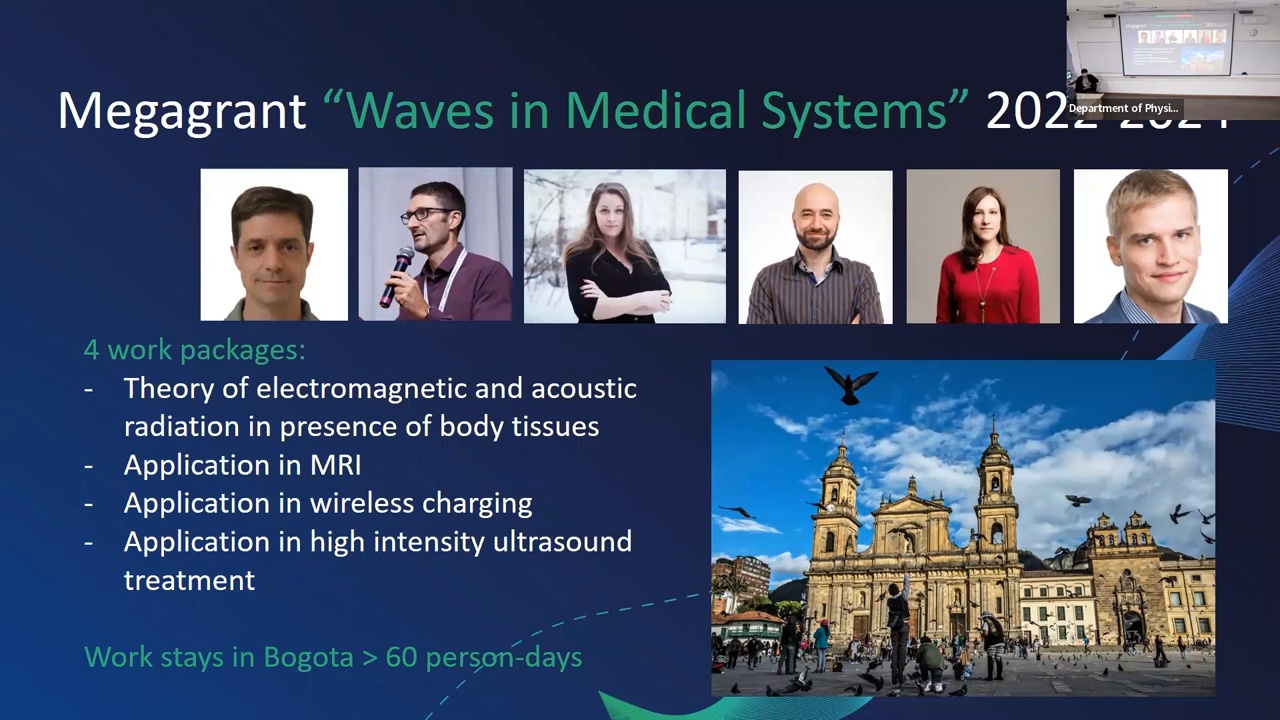 Megagrant “Waves in Medical Systems” 2022-2024
Department of Physi...
4 work packages:
- Theory of electromagnetic and acoustic
radiation in presence of body tissues
- Application in MRI
- Application in wireless charging
- Application in high intensity ultrasound
treatment
Work stays in Bogota > 60 person-days